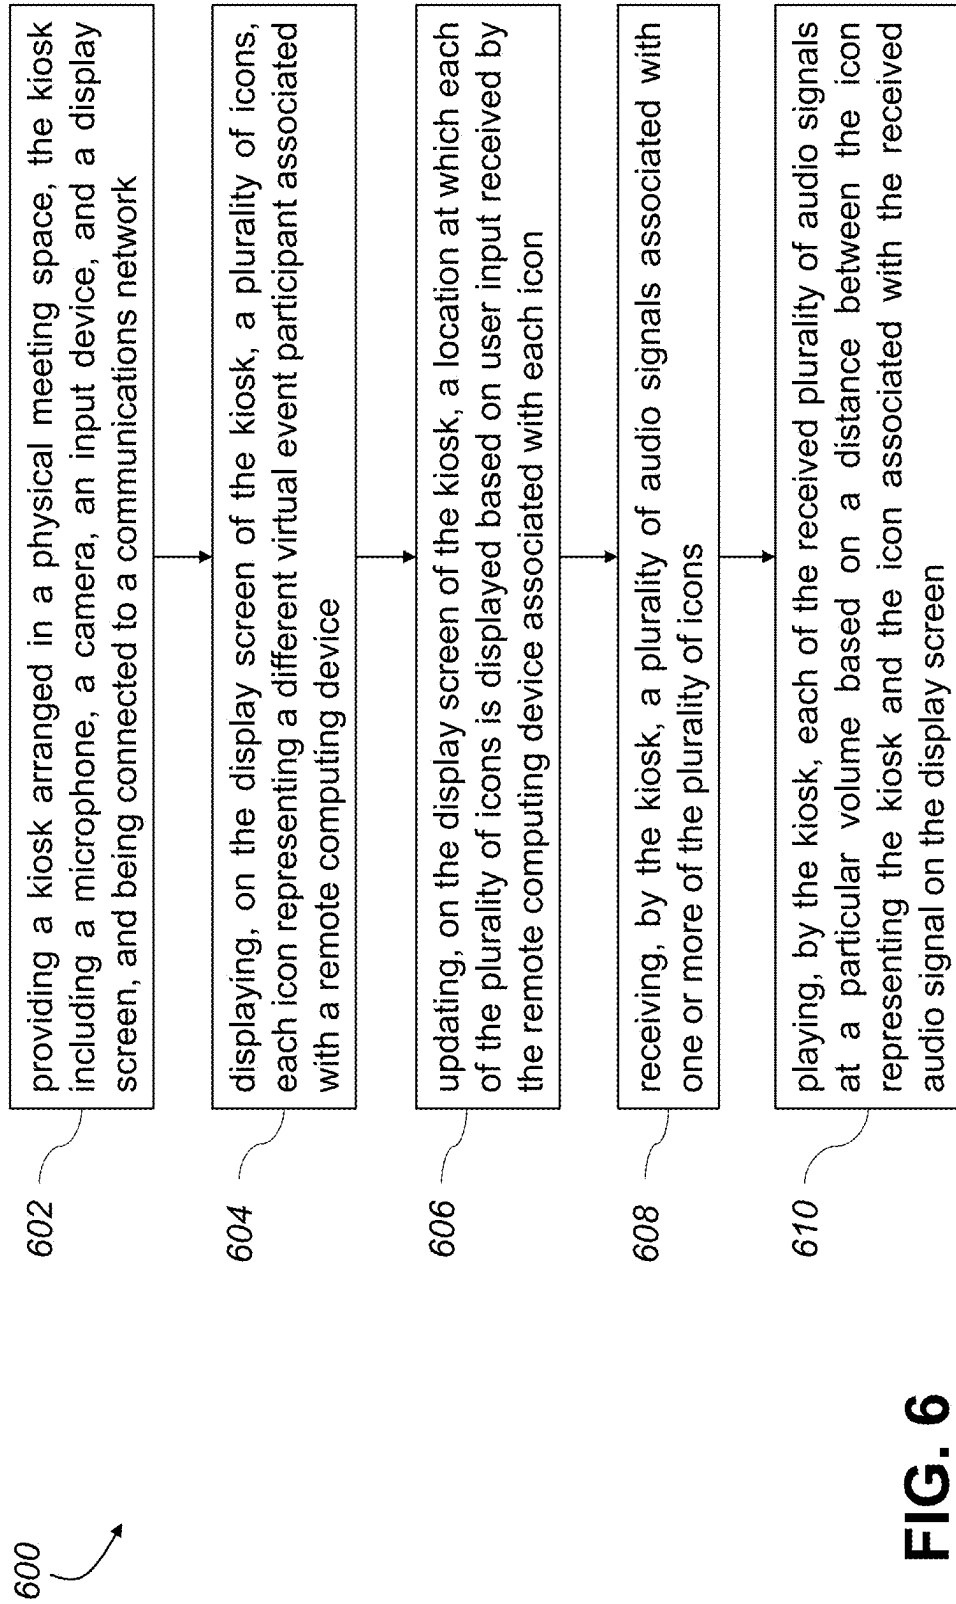 600
602
providing a kiosk arranged in a physical meeting space, the kiosk
including a microphone, a camera, an input device, and a display
screen, and being connected to a communications network
604
displaying, on the display screen of the kiosk, a plurality of icons,
each icon representing a different virtual event participant associated
with a remote computing device
606
updating, on the display screen of the kiosk, a location at which each
of the plurality of icons is displayed based on user input received by
the remote computing device associated with each icon
608
receiving, by the kiosk, a plurality of audio signals associated with
one or more of the plurality of icons
610
playing, by the kiosk, each of the received plurality of audio signals
at a particular volume based on a distance between the icon
representing the kiosk and the icon associated with the received
audio signal on the display screen
FIG. 6